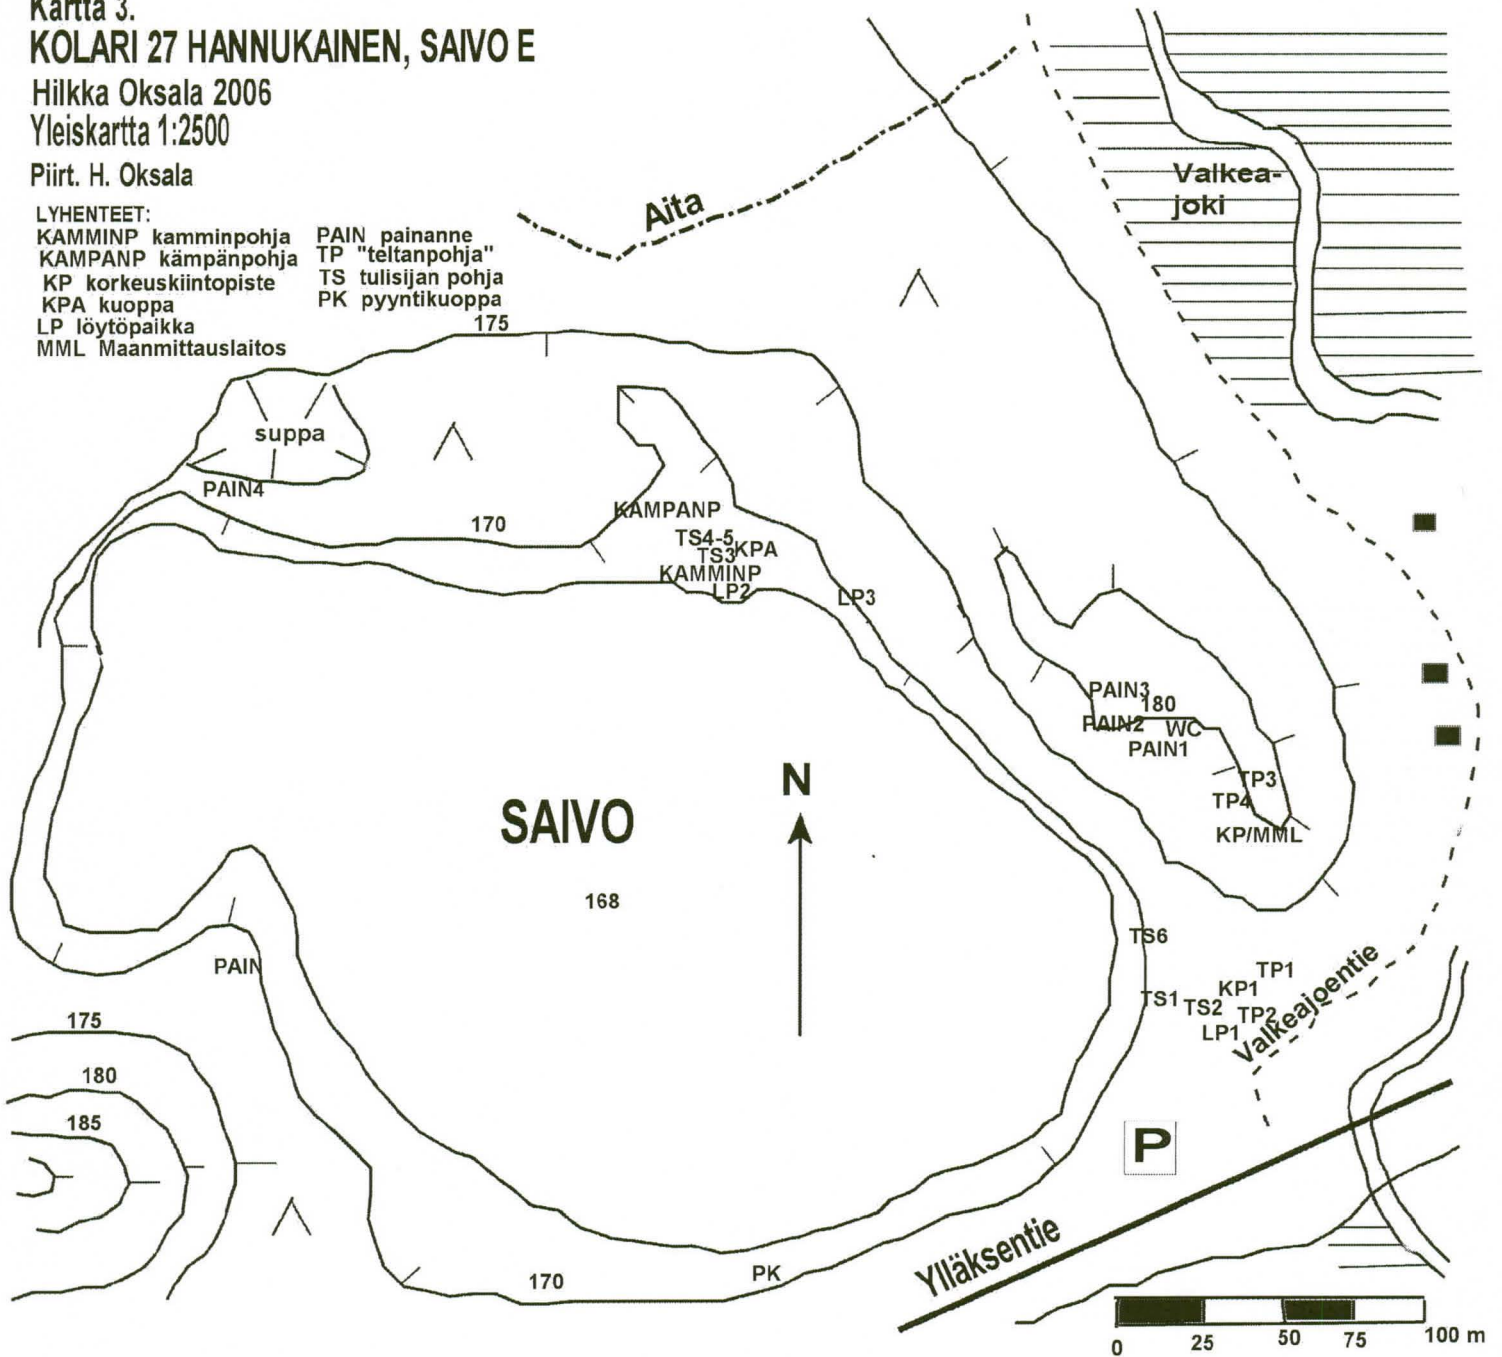 Kartta 3.
KOLARI 27 HANNUKAINEN, SAIVO E
Hilkka Oksala 2006
Yleiskartta 1:2500
Piirt. H. Oksala
LYHENTEET:
KAMMINP kamminpohja
KAMPANP kämpänpohja
KP korkeuskiintopiste
KPA kuoppa
LP löytöpaikka
MML Maanmittauslaitos
PAIN painanne
TP "teltanpohja"
TS tulisijan pohja
PK pyyntikuoppa
Aita
Valkea-
joki
175
suppa
PAIN4
170
KAMPANP
TS4-5
TS3 KPA
KAMMINP
LP2
LP3
PAIN3
180
PAIN2 WC
PAIN1
TP3
TP4
KP/MML
N
SAIVO
168
TS6
PAIN
TP1
KP1
TS1 TS2 TP2
LP1
Valkeajoentie
175
180
185
P
Ylläksentie
170
PK
0 25 50 75 100 m